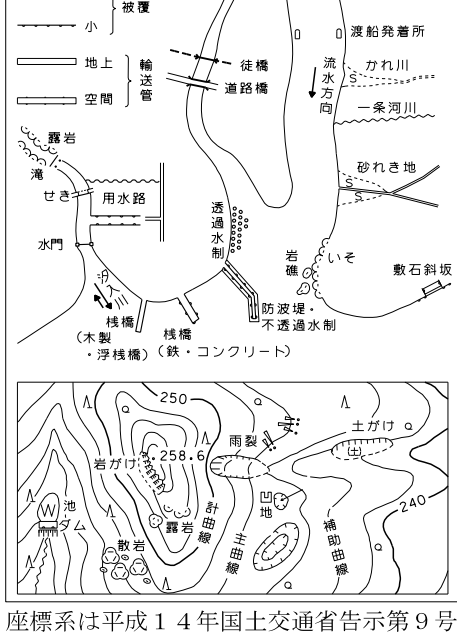 被覆
小
渡船発着所
地上
輸送管
空間
徒橋
道路橋
流水方向
かれ川
S
一条河川
露岩
滝
せき
用水路
砂れき地
S
S
透過水制
水門
岩礁
いそ
敷石斜坂
桟橋
(木製・浮桟橋)
桟橋
(鉄・コンクリート)
防波堤・不透過水制
250
雨裂
土がけ
(土)
岩がけ
258.6
池
W
ダム
露岩
計曲線
主曲線
凹地
補助曲線
240
散岩
座標系は平成14年国土交通省告示第9号